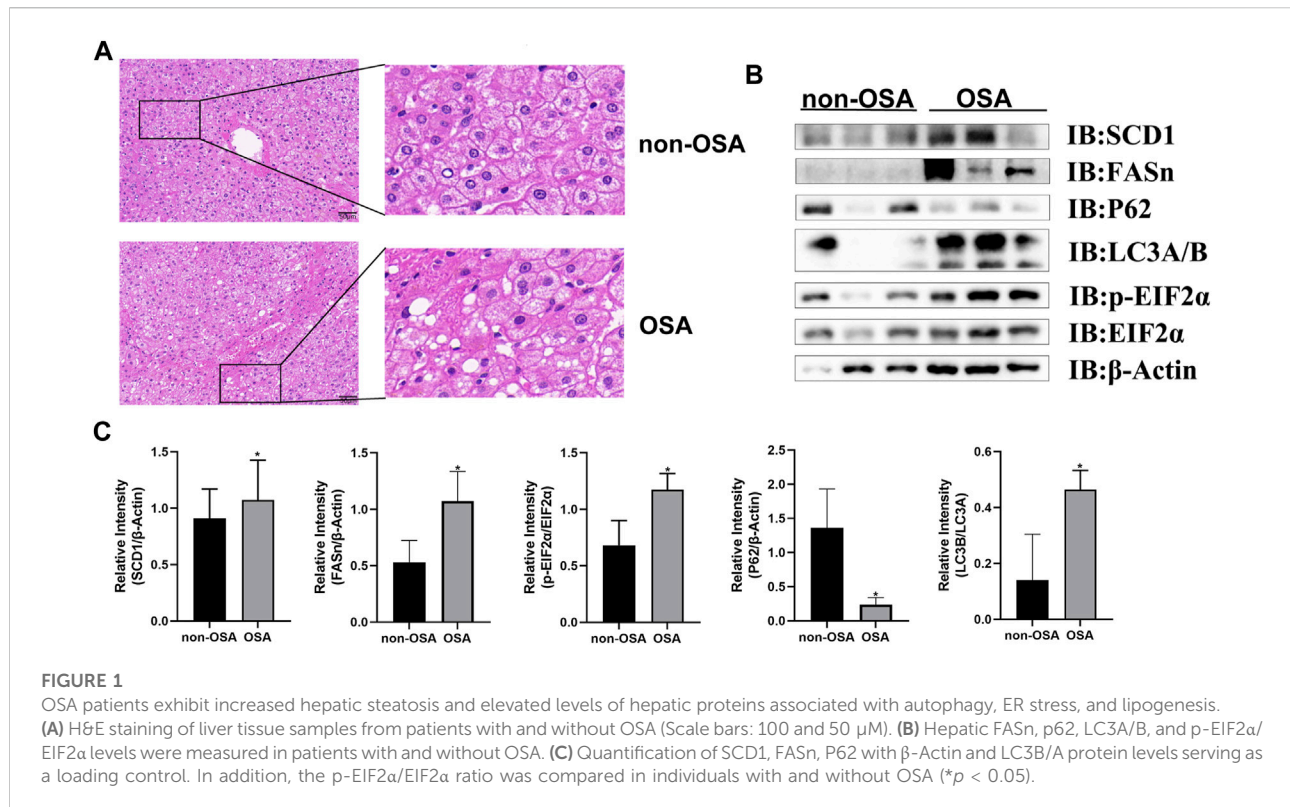 A
non-OSA
OSA
B
non-OSA OSA
IB:SCD1
IB:FASn
IB:P62
IB:LC3A/B
IB:p-EIF2α
IB:EIF2α
IB:β-Actin
C
Relative Intensity
(SCD1/β-Actin)
1.5
1.0
0.5
0.0
*
non-OSA OSA
Relative Intensity
(FASn/β-Actin)
1.5
1.0
0.5
0.0
*
non-OSA OSA
Relative Intensity
(p-EIF2α/EIF2α)
1.5
1.0
0.5
0.0
*
non-OSA OSA
Relative Intensity
(P62/β-Actin)
2.5
2.0
1.5
1.0
0.5
0.0
*
non-OSA OSA
Relative Intensity
(LC3B/LC3A)
0.6
0.4
0.2
0.0
*
non-OSA OSA
FIGURE 1
OSA patients exhibit increased hepatic steatosis and elevated levels of hepatic proteins associated with autophagy, ER stress, and lipogenesis.
(A) H&E staining of liver tissue samples from patients with and without OSA (Scale bars: 100 and 50 μM). (B) Hepatic FASn, p62, LC3A/B, and p-EIF2α/
EIF2α levels were measured in patients with and without OSA. (C) Quantification of SCD1, FASn, P62 with β-Actin and LC3B/A protein levels serving as
a loading control. In addition, the p-EIF2α/EIF2α ratio was compared in individuals with and without OSA (*p < 0.05).